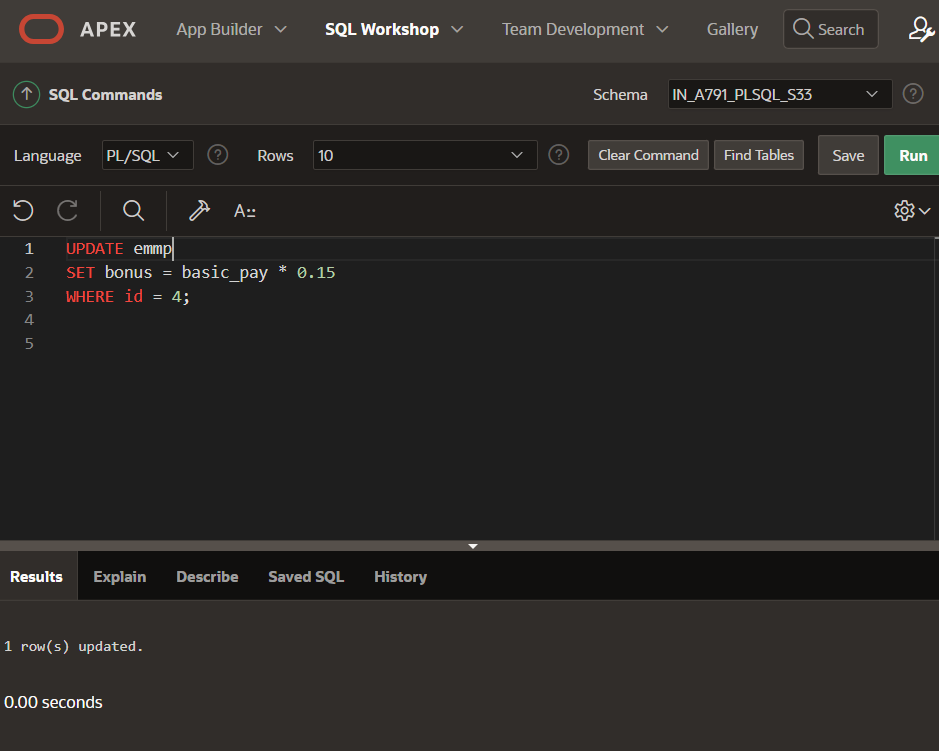 APEX App Builder SQL Workshop Team Development Gallery Search
SQL Commands Schema IN_A791_PLSQL_S33 ?
Language PL/SQL ? Rows 10 ? Clear Command Find Tables Save Run
A::
1 UPDATE emmp
2 SET bonus = basic_pay * 0.15
3 WHERE id = 4;
4
5
Results Explain Describe Saved SQL History
1 row(s) updated.
0.00 seconds